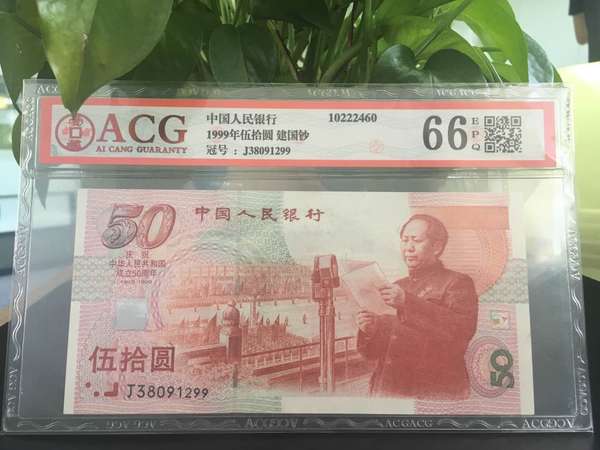 ACG
AI CANG GUARANTY
中国人民银行 10222460
1999年伍拾圆 建国钞
冠号：J38091299
66 EPQ
50
中国人民银行
庆祝
中华人民共和国
成立50周年
1949-1999
伍拾圆
J38091299
50
ACGACG